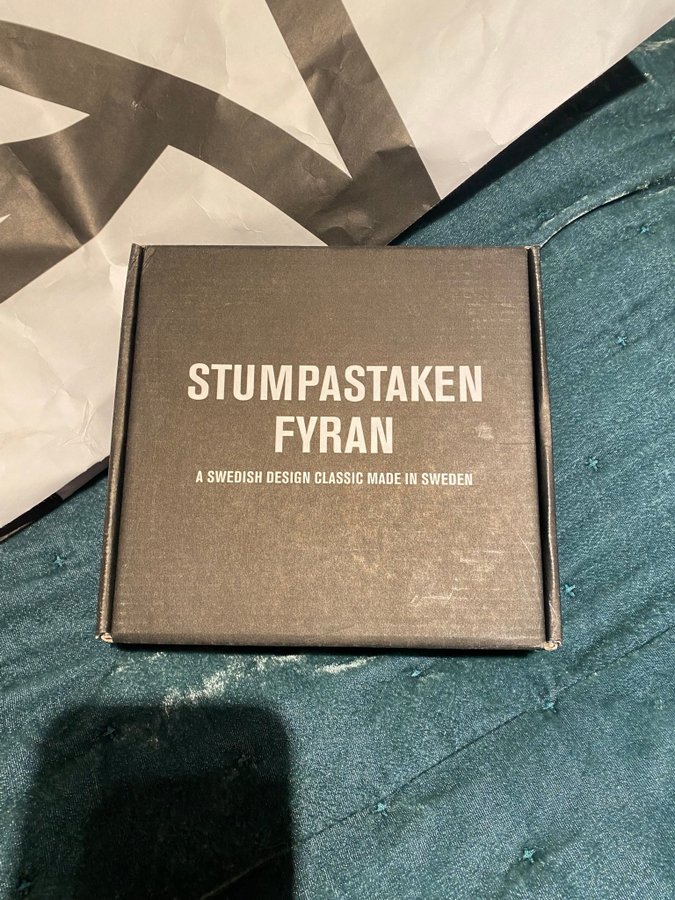 STUMPASTAKEN
FYRAN
A SWEDISH DESIGN CLASSIC MADE IN SWEDEN